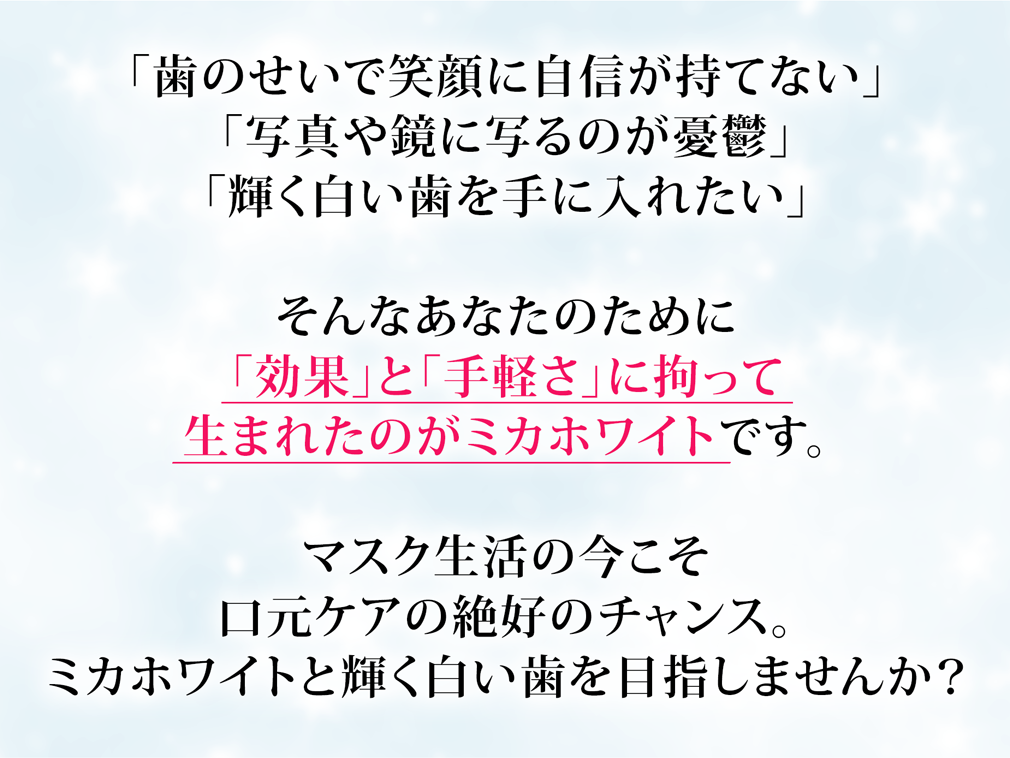 「歯のせいで笑顔に自信が持てない」
「写真や鏡に写るのが憂鬱」
「輝く白い歯を手に入れたい」
そんなあなたのために
「効果」と「手軽さ」に拘って
生まれたのがミカホワイトです。
マスク生活の今こそ
口元ケアの絶好のチャンス。
ミカホワイトと輝く白い歯を目指しませんか？